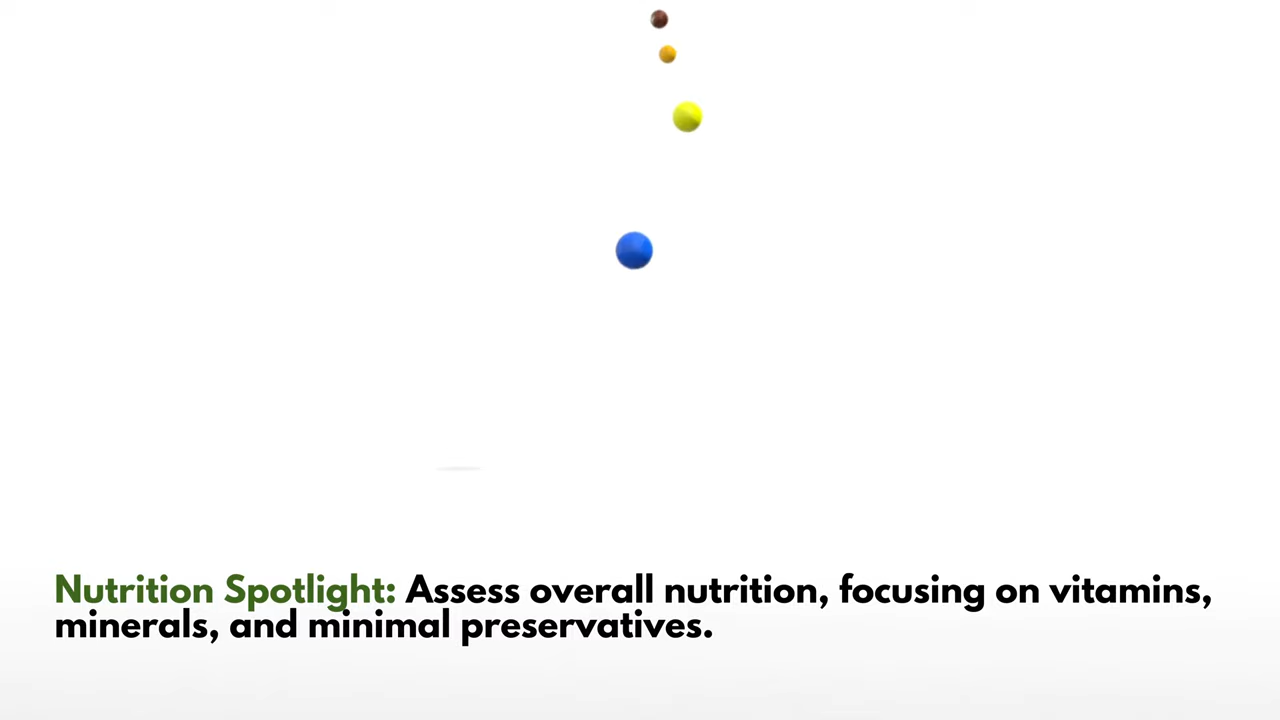 Nutrition Spotlight: Assess overall nutrition, focusing on vitamins,
minerals, and minimal preservatives.